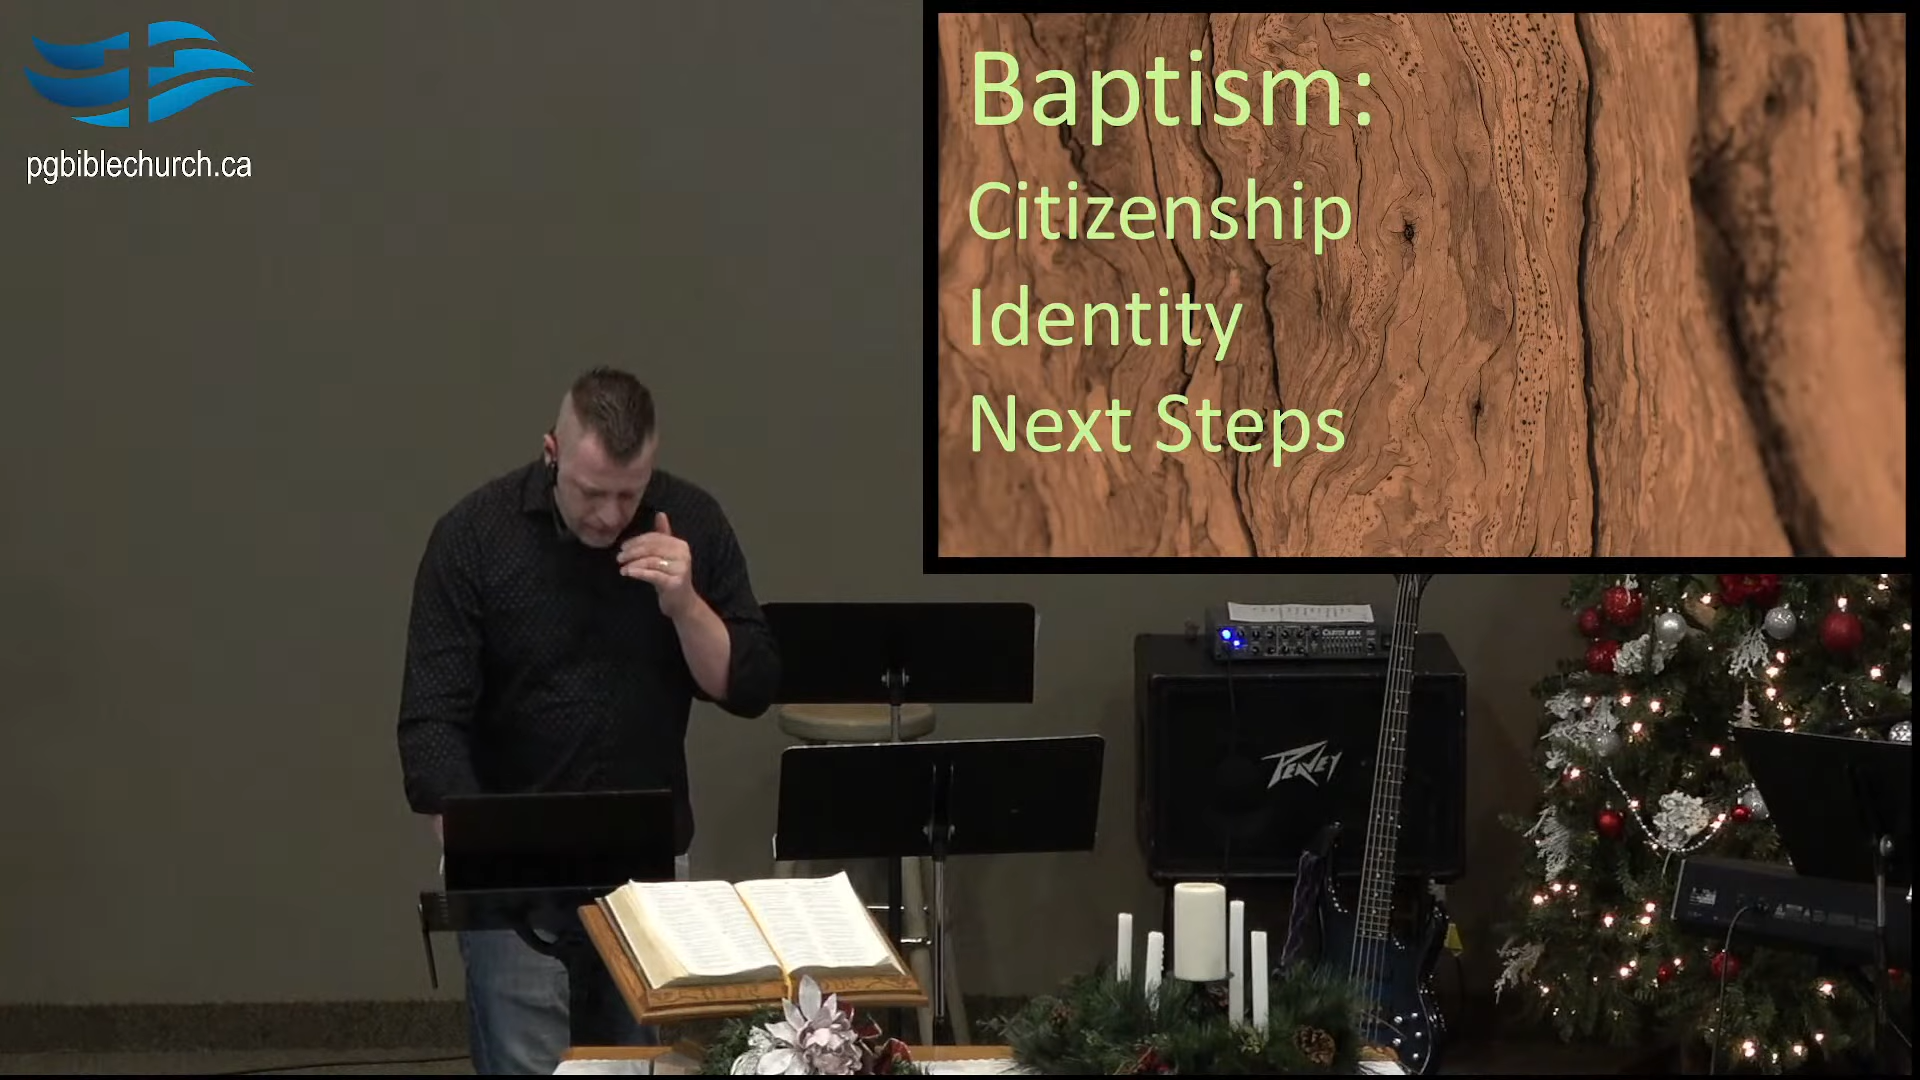 pgbiblechurch.ca
Baptism:
Citizenship
Identity
Next Steps
PEAVEY